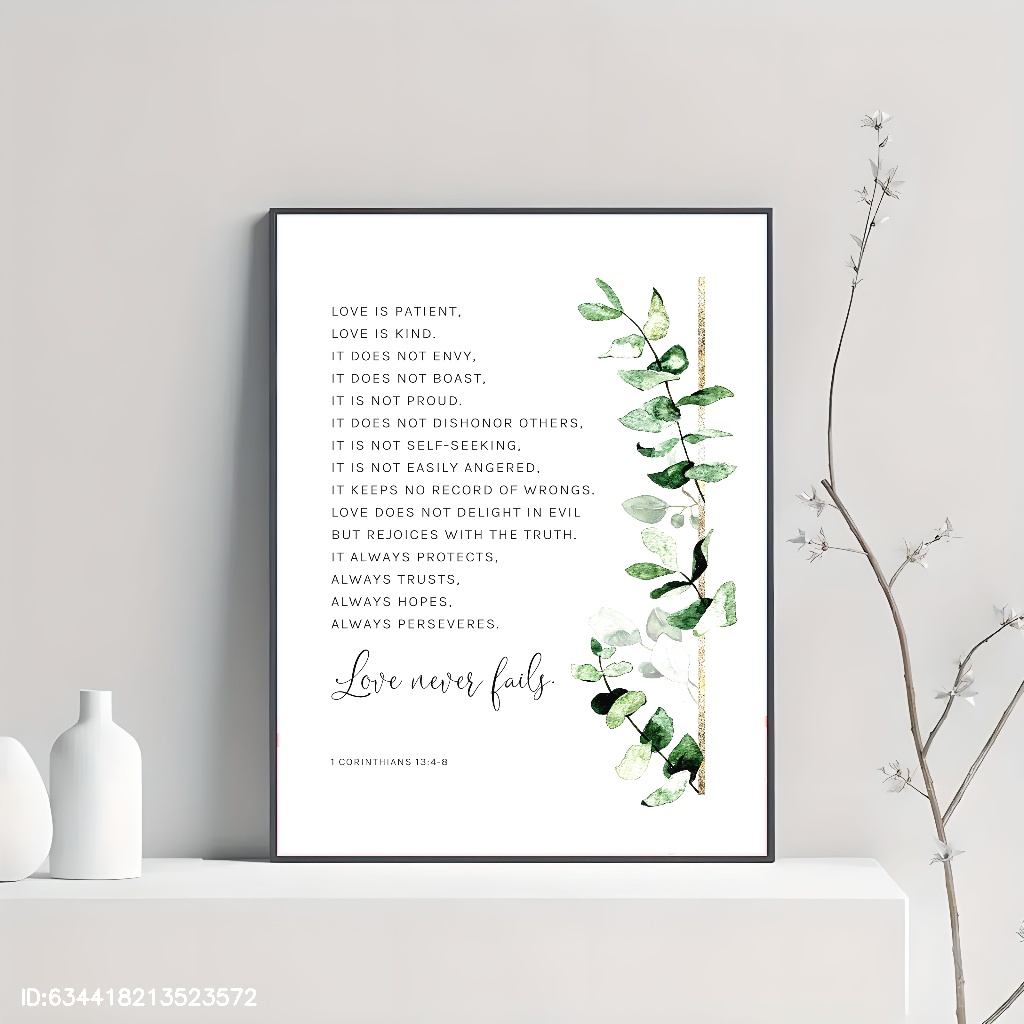 LOVE IS PATIENT,
LOVE IS KIND.
IT DOES NOT ENVY,
IT DOES NOT BOAST,
IT IS NOT PROUD.
IT DOES NOT DISHONOR OTHERS,
IT IS NOT SELF-SEEKING,
IT IS NOT EASILY ANGERED,
IT KEEPS NO RECORD OF WRONGS.
LOVE DOES NOT DELIGHT IN EVIL
BUT REJOICES WITH THE TRUTH.
IT ALWAYS PROTECTS,
ALWAYS TRUSTS,
ALWAYS HOPES,
ALWAYS PERSEVERES.
Love never fails.
1 CORINTHIANS 13:4-8
ID:634418213523572